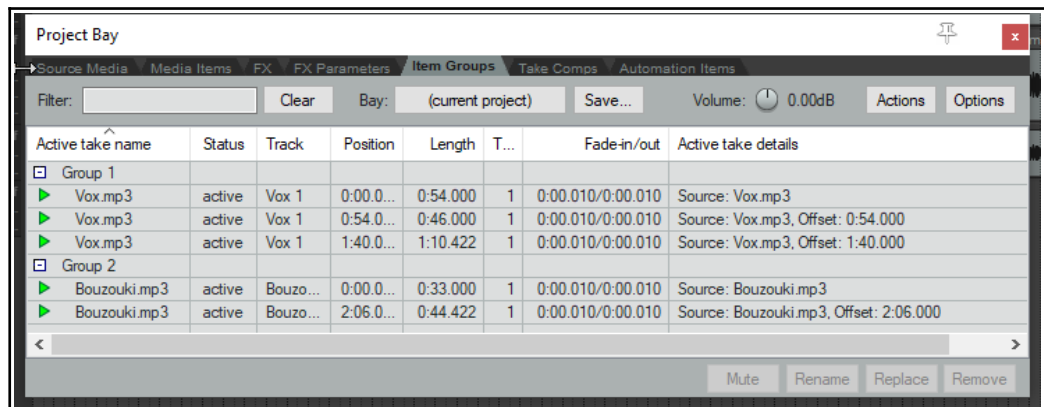 Project Bay
x
Source Media Media Items FX FX Parameters Item Groups Take Comps Automation Items
Filter: Clear Bay: (current project) Save... Volume: 0.00dB Actions Options
Active take name Status Track Position Length T... Fade-in/out Active take details
Group 1
Vox.mp3 active Vox 1 0:00.0... 0:54.000 1 0:00.010/0:00.010 Source: Vox.mp3
Vox.mp3 active Vox 1 0:54.0... 0:46.000 1 0:00.010/0:00.010 Source: Vox.mp3, Offset: 0:54.000
Vox.mp3 active Vox 1 1:40.0... 1:10.422 1 0:00.010/0:00.010 Source: Vox.mp3, Offset: 1:40.000
Group 2
Bouzouki.mp3 active Bouzo... 0:00.0... 0:33.000 1 0:00.010/0:00.010 Source: Bouzouki.mp3
Bouzouki.mp3 active Bouzo... 2:06.0... 0:44.422 1 0:00.010/0:00.010 Source: Bouzouki.mp3, Offset: 2:06.000
Mute Rename Replace Remove